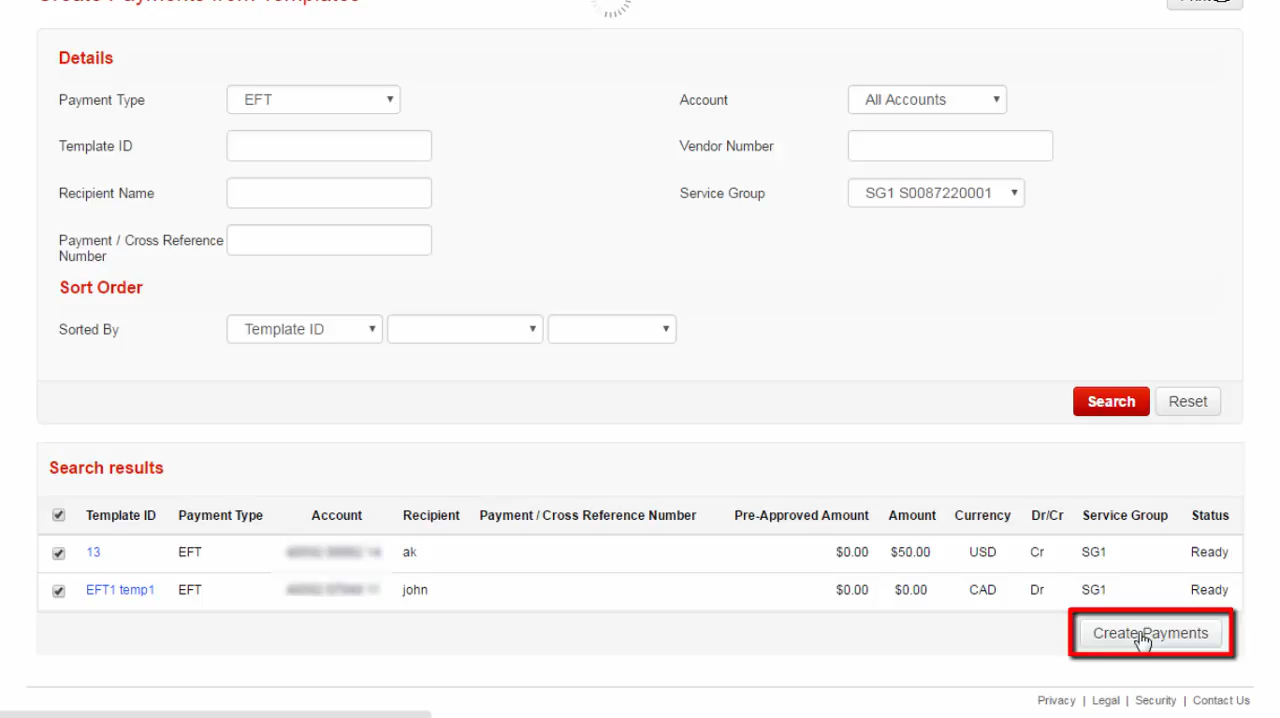 Create Payments from Templates
Details
Payment Type EFT Account All Accounts
Template ID Vendor Number
Recipient Name Service Group SG1 S0087220001
Payment / Cross Reference
Number
Sort Order
Sorted By Template ID
Search Reset
Search results
Template ID Payment Type Account Recipient Payment / Cross Reference Number Pre-Approved Amount Amount Currency Dr/Cr Service Group Status
13 EFT ak $0.00 $50.00 USD Cr SG1 Ready
EFT1 temp1 EFT john $0.00 $0.00 CAD Dr SG1 Ready
Create Payments
Privacy | Legal | Security | Contact Us